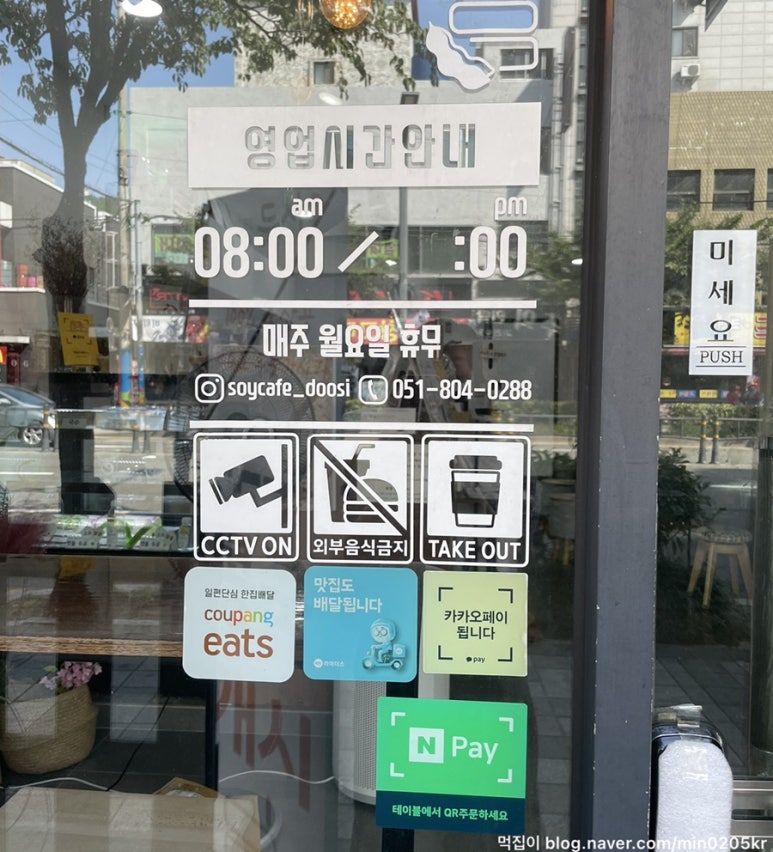 영업시간안내
am pm
08:00 / :00
매주 월요일 휴무
soycafe_doosi 051-804-0288
CCTV ON
외부음식금지
TAKE OUT
일편단심 한집배달
coupang
eats
맛집도
배달됩니다
카카오페이
됩니다
pay
N Pay
테이블에서 QR주문하세요
미세요
PUSH
먹집이 blog.naver.com/min0205kr